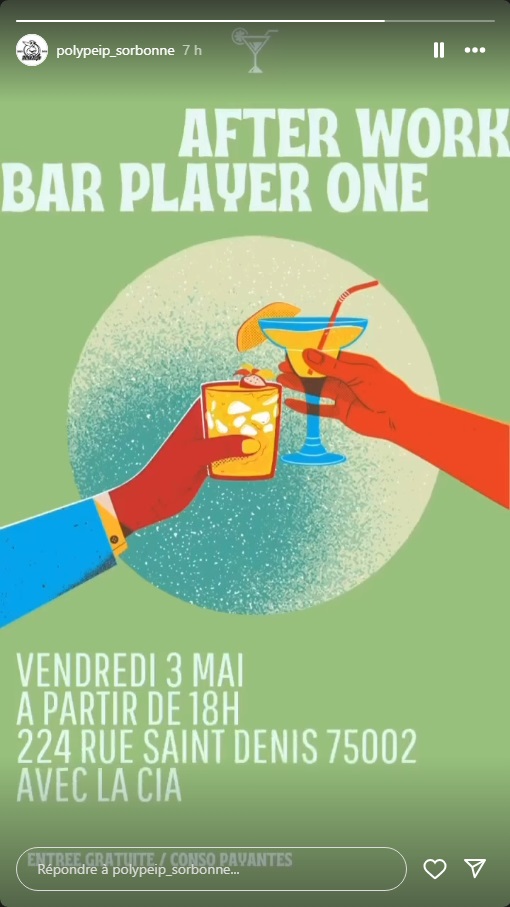 polypeip_sorbonne 7 h
AFTER WORK
BAR PLAYER ONE
VENDREDI 3 MAI
A PARTIR DE 18H
224 RUE SAINT DENIS 75002
AVEC LA CIA
ENTREE GRATUITE / CONSO PAYANTES
Répondre à polypeip_sorbonne...